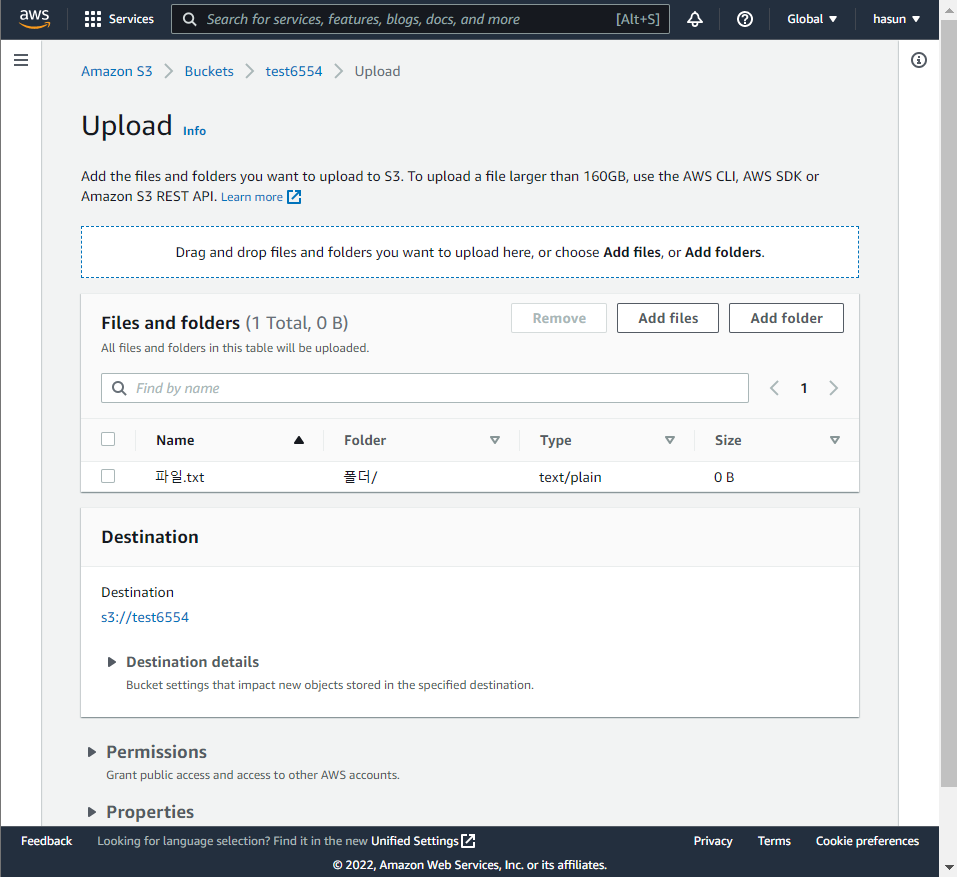 aws Services Search for services, features, blogs, docs, and more [Alt+S] Global hasun
Amazon S3 Buckets test6554 Upload
Upload Info
Add the files and folders you want to upload to S3. To upload a file larger than 160GB, use the AWS CLI, AWS SDK or
Amazon S3 REST API. Learn more
Drag and drop files and folders you want to upload here, or choose Add files, or Add folders.
Files and folders (1 Total, 0 B) Remove Add files Add folder
All files and folders in this table will be uploaded.
Find by name 1
Name Folder Type Size
파일.txt 폴더/ text/plain 0 B
Destination
Destination
s3://test6554
Destination details
Bucket settings that impact new objects stored in the specified destination.
Permissions
Grant public access and access to other AWS accounts.
Properties
Feedback Looking for language selection? Find it in the new Unified Settings Privacy Terms Cookie preferences
© 2022, Amazon Web Services, Inc. or its affiliates.